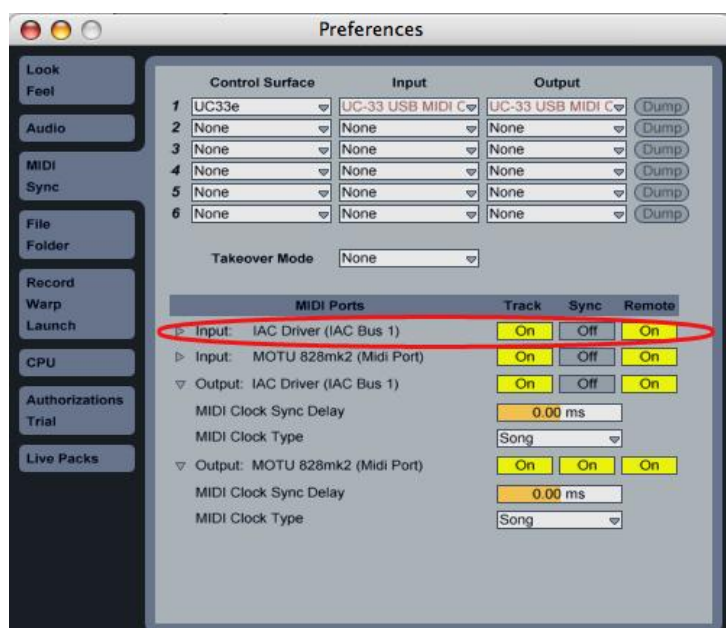 Preferences
Look
Feel
Audio
MIDI
Sync
File
Folder
Record
Warp
Launch
CPU
Authorizations
Trial
Live Packs
Control Surface Input Output
1 UC33e UC-33 USB MIDI C UC-33 USB MIDI C Dump
2 None None None Dump
3 None None None Dump
4 None None None Dump
5 None None None Dump
6 None None None Dump
Takeover Mode None
MIDI Ports Track Sync Remote
Input: IAC Driver (IAC Bus 1) On Off On
Input: MOTU 828mk2 (Midi Port) On Off On
Output: IAC Driver (IAC Bus 1) On Off On
MIDI Clock Sync Delay 0.00 ms
MIDI Clock Type Song
Output: MOTU 828mk2 (Midi Port) On On On
MIDI Clock Sync Delay 0.00 ms
MIDI Clock Type Song